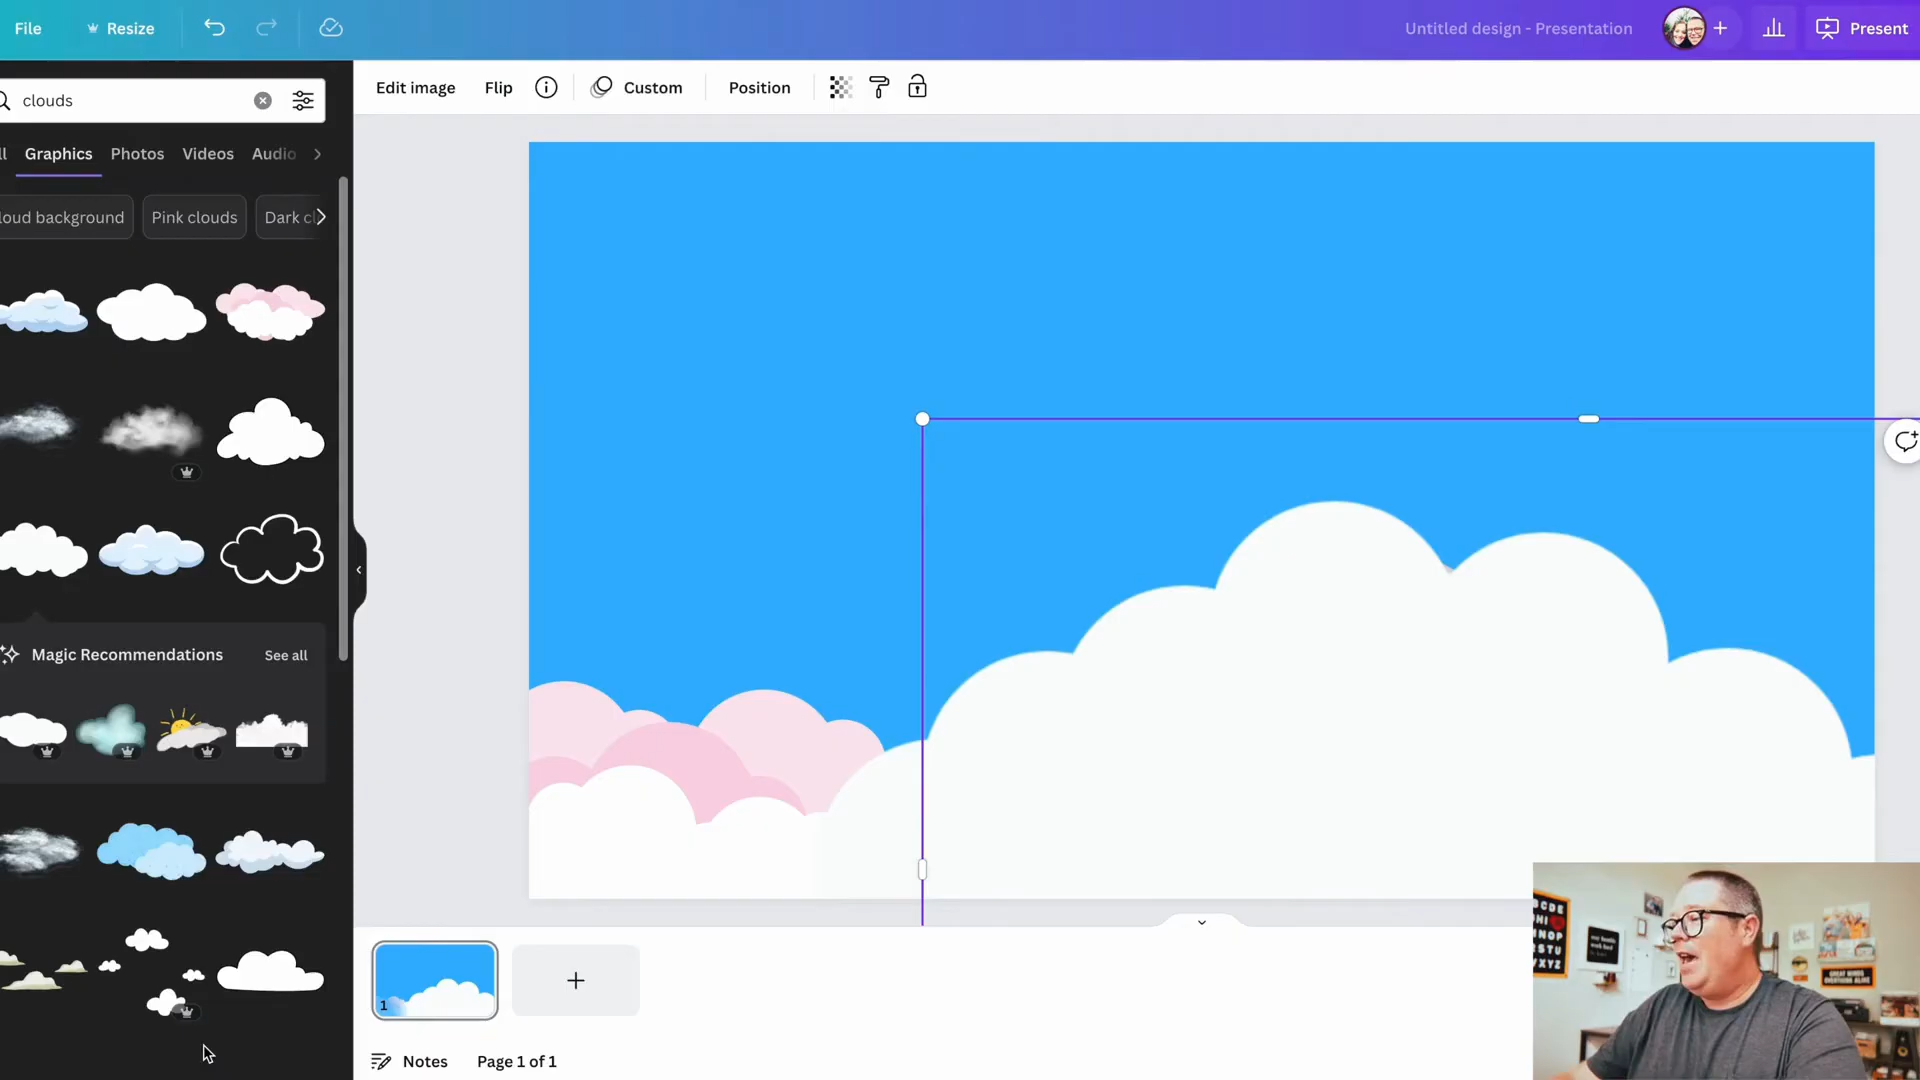 File
Resize
Untitled design - Presentation
Present
clouds
Edit image
Flip
Custom
Position
Graphics
Photos
Videos
Audio
loud background
Pink clouds
Dark cl
Magic Recommendations
See all
1
Notes
Page 1 of 1